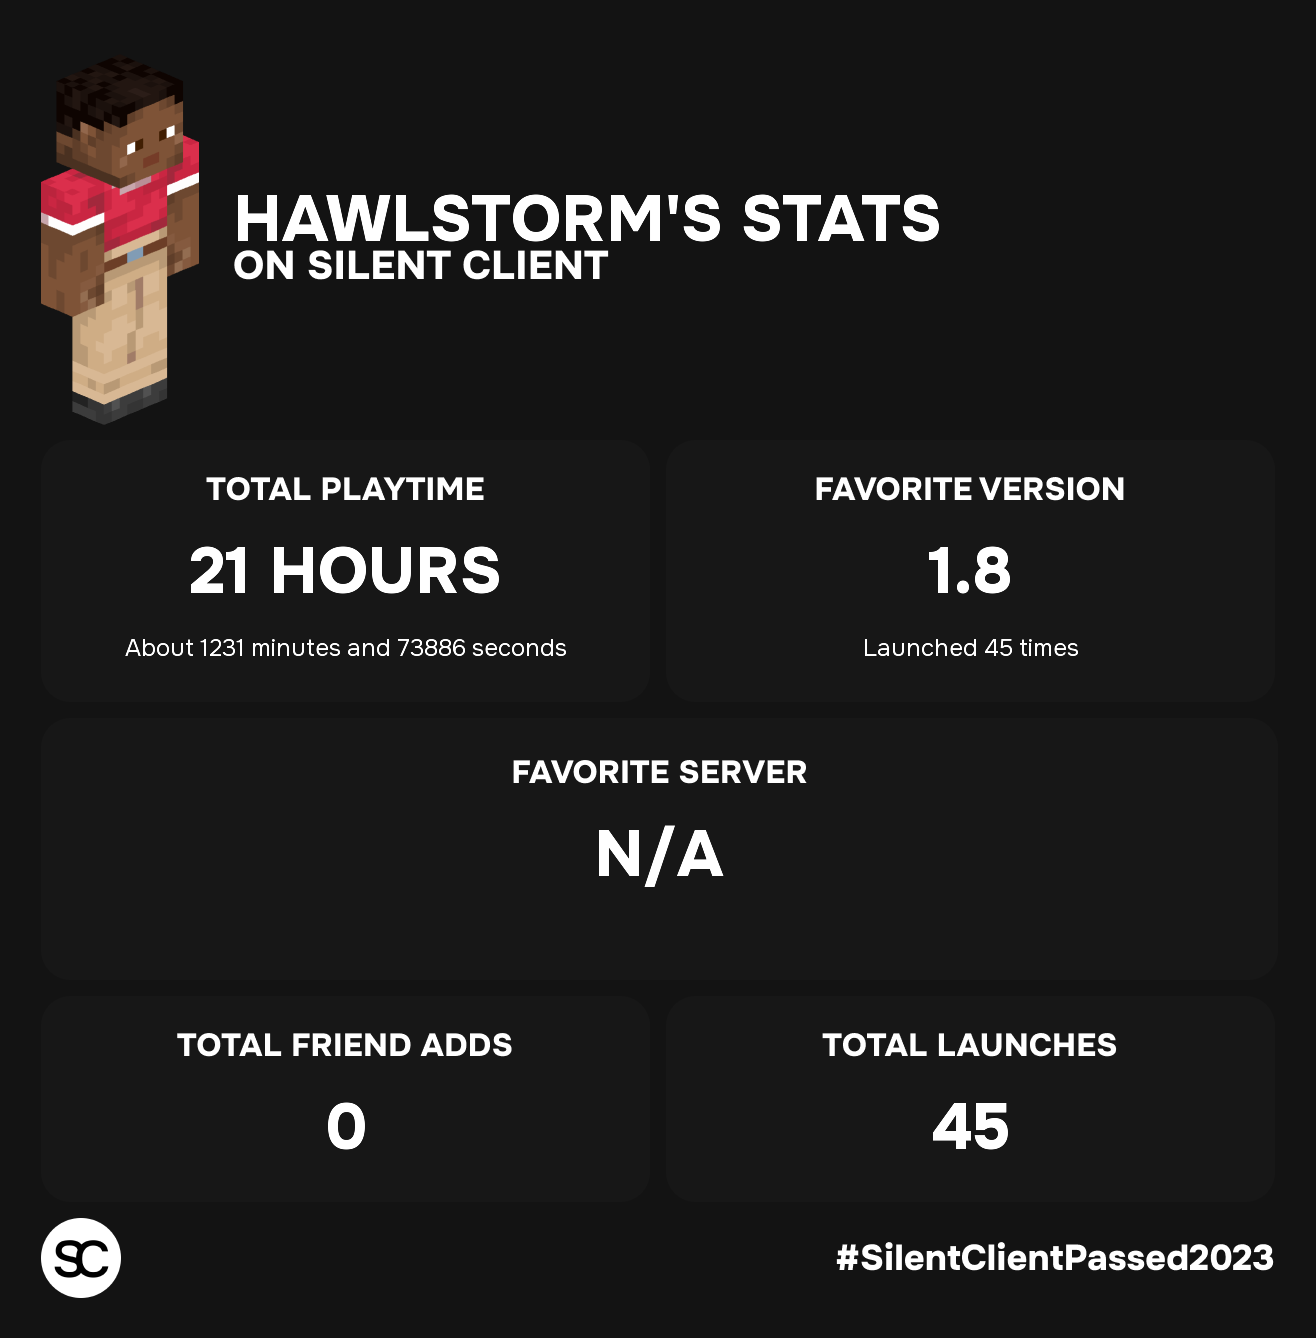 HAWLSTORM'S STATS
ON SILENT CLIENT
TOTAL PLAYTIME
21 HOURS
About 1231 minutes and 73886 seconds
FAVORITE VERSION
1.8
Launched 45 times
FAVORITE SERVER
N/A
TOTAL FRIEND ADDS
0
TOTAL LAUNCHES
45
SC
#SilentClientPassed2023